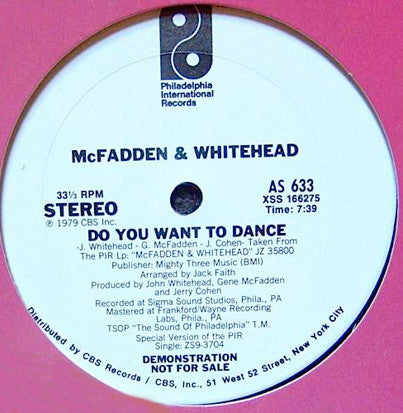 Philadelphia
International
Records
McFADDEN & WHITEHEAD
33⅓ RPM
STEREO
℗ 1979 CBS Inc.
AS 633
XSS 166275
Time: 7:39
DO YOU WANT TO DANCE
-J. Whitehead - G. McFadden - J. Cohen- Taken From
The PIR Lp: "McFADDEN & WHITEHEAD" JZ 35800
Publisher: Mighty Three Music (BMI)
Arranged by Jack Faith
Produced by John Whitehead, Gene McFadden
and Jerry Cohen
Recorded at Sigma Sound Studios, Phila., PA
Mastered at Frankford/Wayne Recording
Labs, Phila., PA
TSOP "The Sound Of Philadelphia" T.M.
Special Version of the PIR
Single: ZS9-3704
DEMONSTRATION
NOT FOR SALE
Distributed by CBS Records / CBS, Inc., 51 West 52 Street, New York City